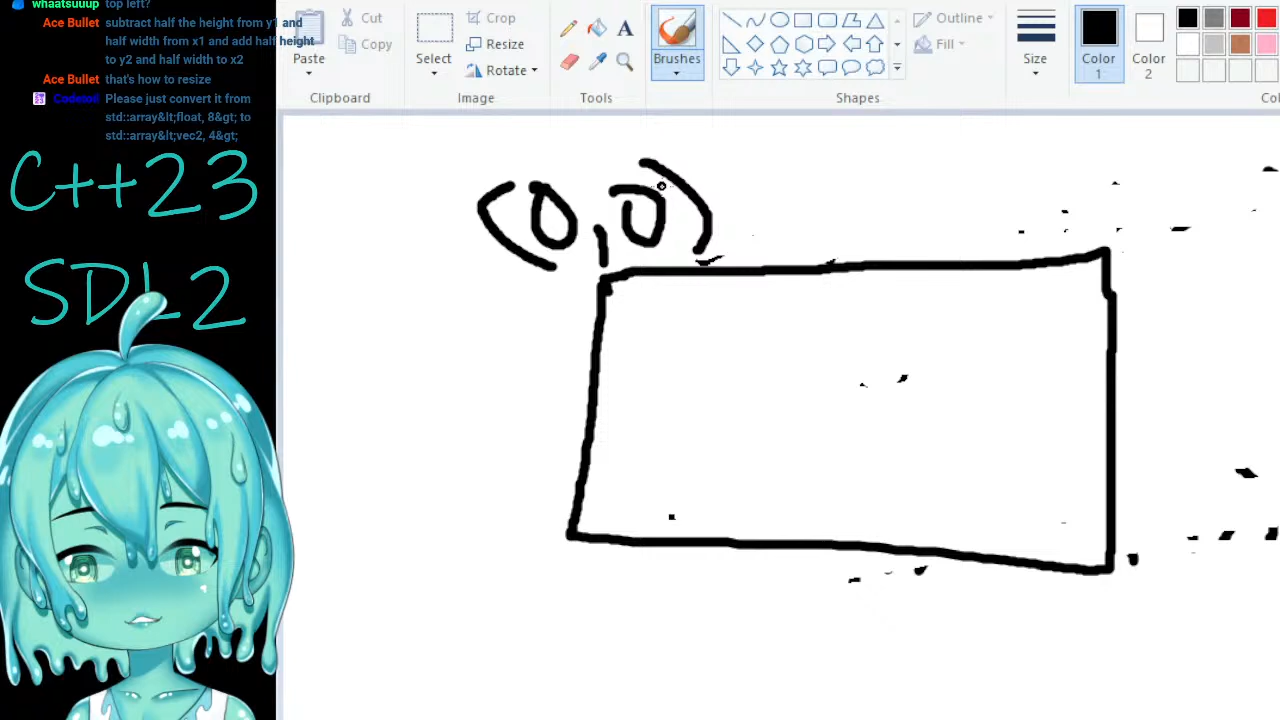 whaatsuuup top left?
Ace Bullet subtract half the height from y1 and
half width from x1 and add half height
to y2 and half width to x2
Ace Bullet that's how to resize
Codesoil Please just convert it from
std::array&lt;float, 8&gt; to
std::array&lt;vec2, 4&gt;
C++23
SDL2
Paste
Cut
Copy
Clipboard
Select
Crop
Resize
Rotate
Image
A
Tools
Brushes
Outline
Fill
Shapes
Size
Color
1
Color
2
Co
(0,0)